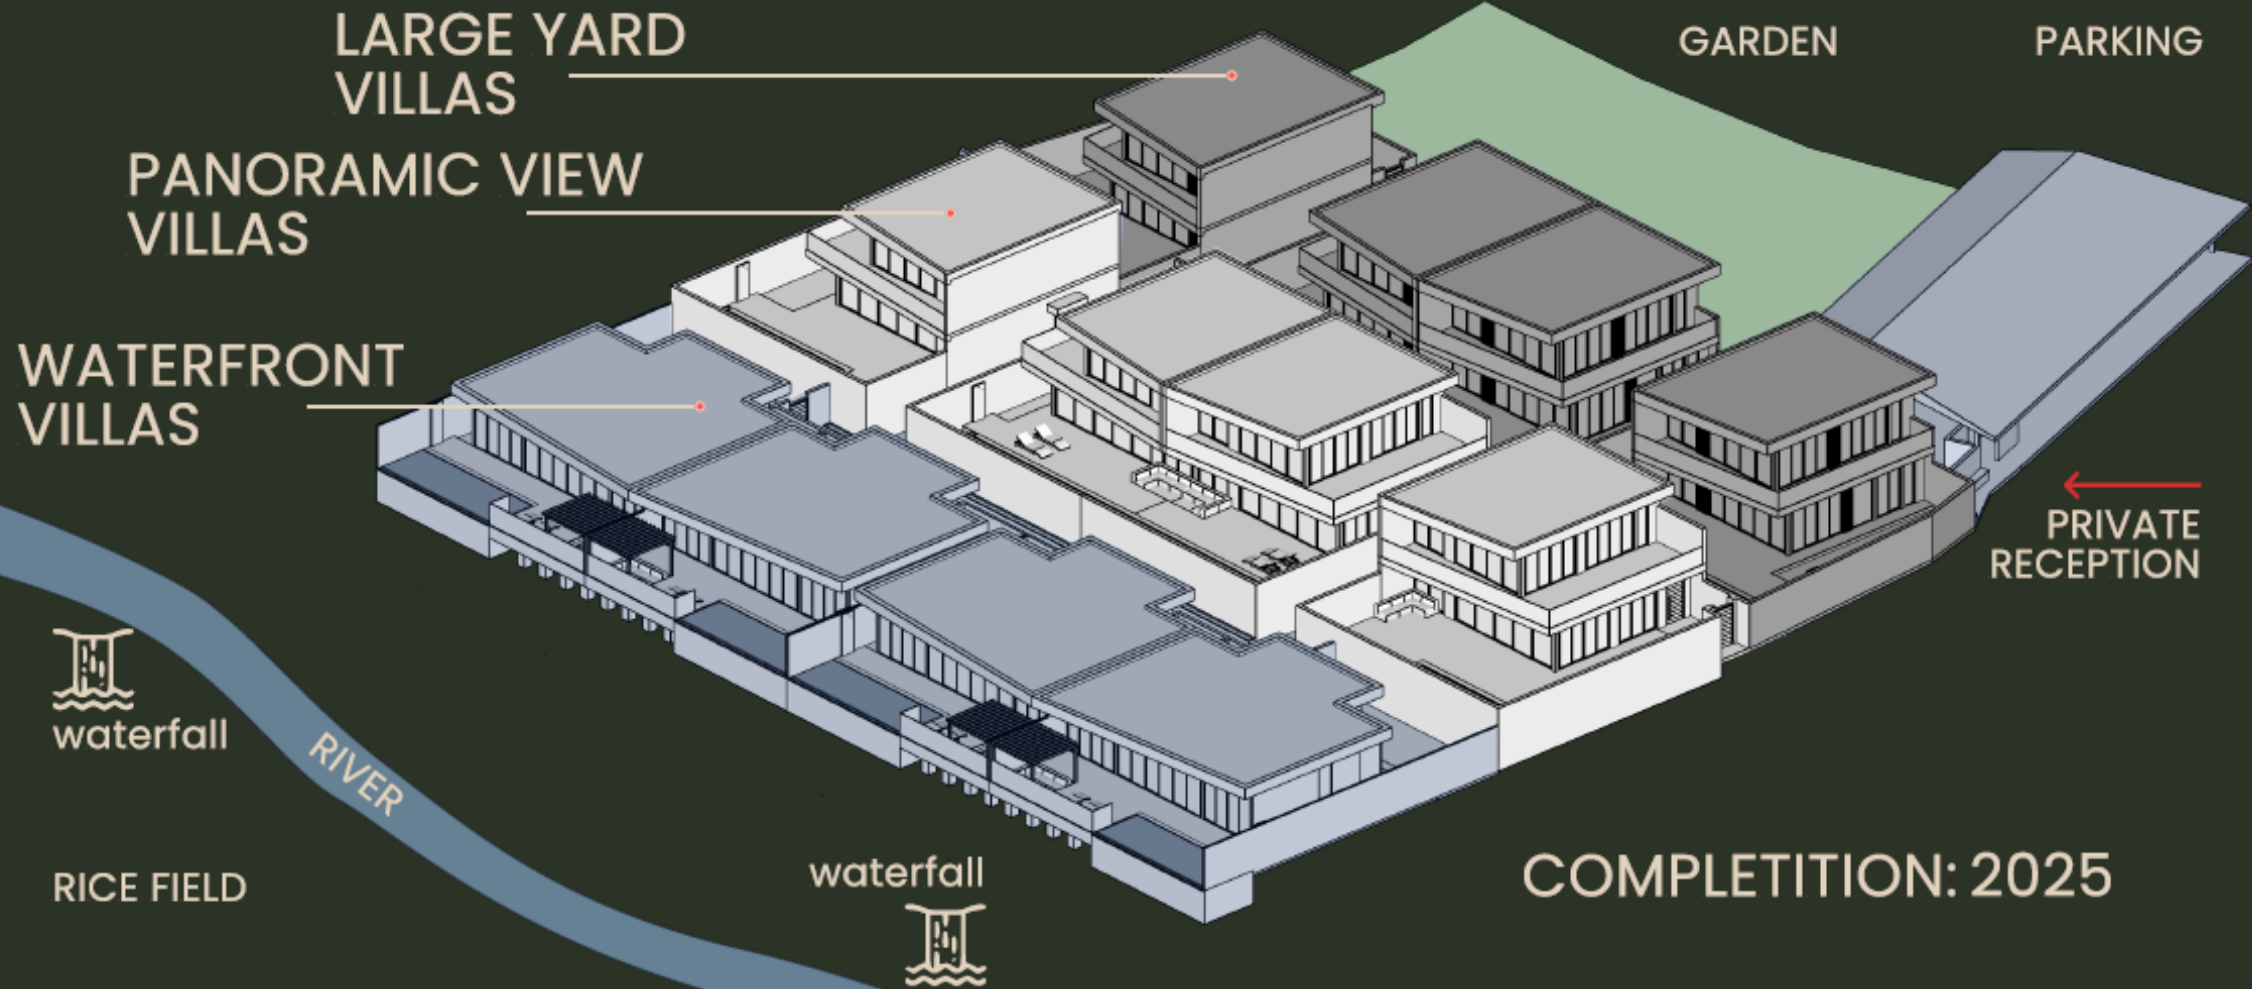 LARGE YARD
VILLAS
GARDEN
PARKING
PANORAMIC VIEW
VILLAS
WATERFRONT
VILLAS
PRIVATE
RECEPTION
waterfall
RIVER
RICE FIELD
waterfall
COMPLETITION: 2025